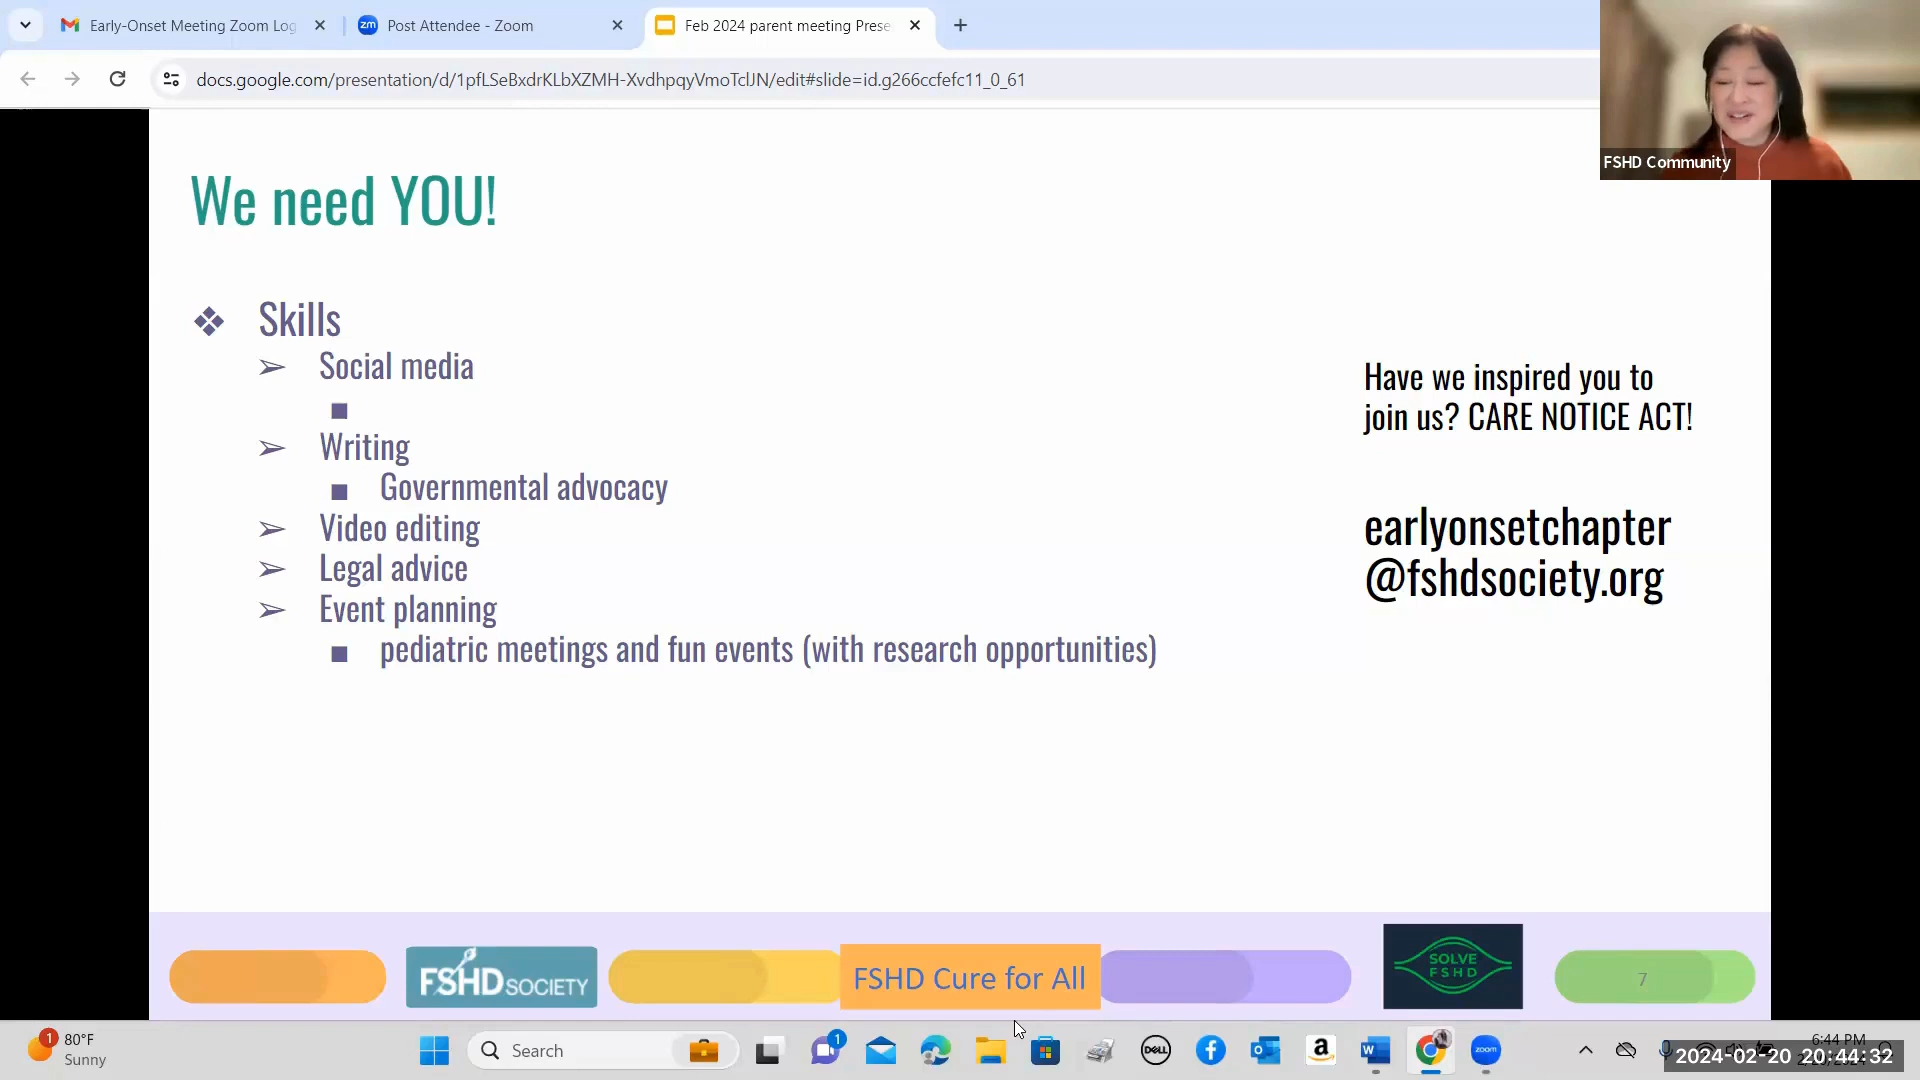 Early-Onset Meeting Zoom Log
Post Attendee - Zoom
Feb 2024 parent meeting Prese
docs.google.com/presentation/d/1pfLSeBxdrKLbXZMH-XvdhpqyVmoTclJN/edit#slide=id.g266ccfefc11_0_61
FSHD Community
We need YOU!
Skills
Social media
Writing
Governmental advocacy
Video editing
Legal advice
Event planning
pediatric meetings and fun events (with research opportunities)
Have we inspired you to
join us? CARE NOTICE ACT!
earlyonsetchapter
@fshdsociety.org
FSHD SOCIETY
FSHD Cure for All
SOLVE
FSHD
7
1
80°F
Sunny
Search
1
DELL
zoom
6:44 PM
2024-02-20 20:44:32